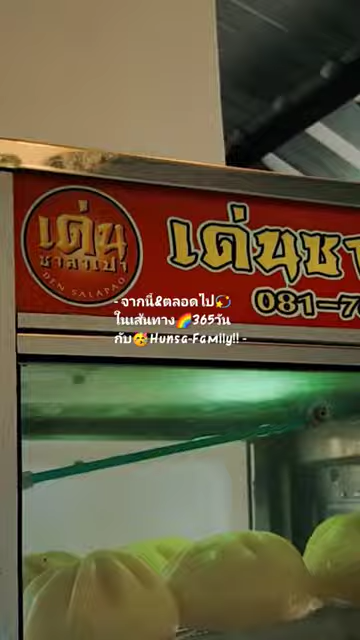 เด่น
ซาลาเปา
DEN SALAPAO
เด่นซา
081-70
- จากนี้&ตลอดไป💫
ในเส้นทาง🌈365วัน
กับ🥳Hunsa-Family!! -